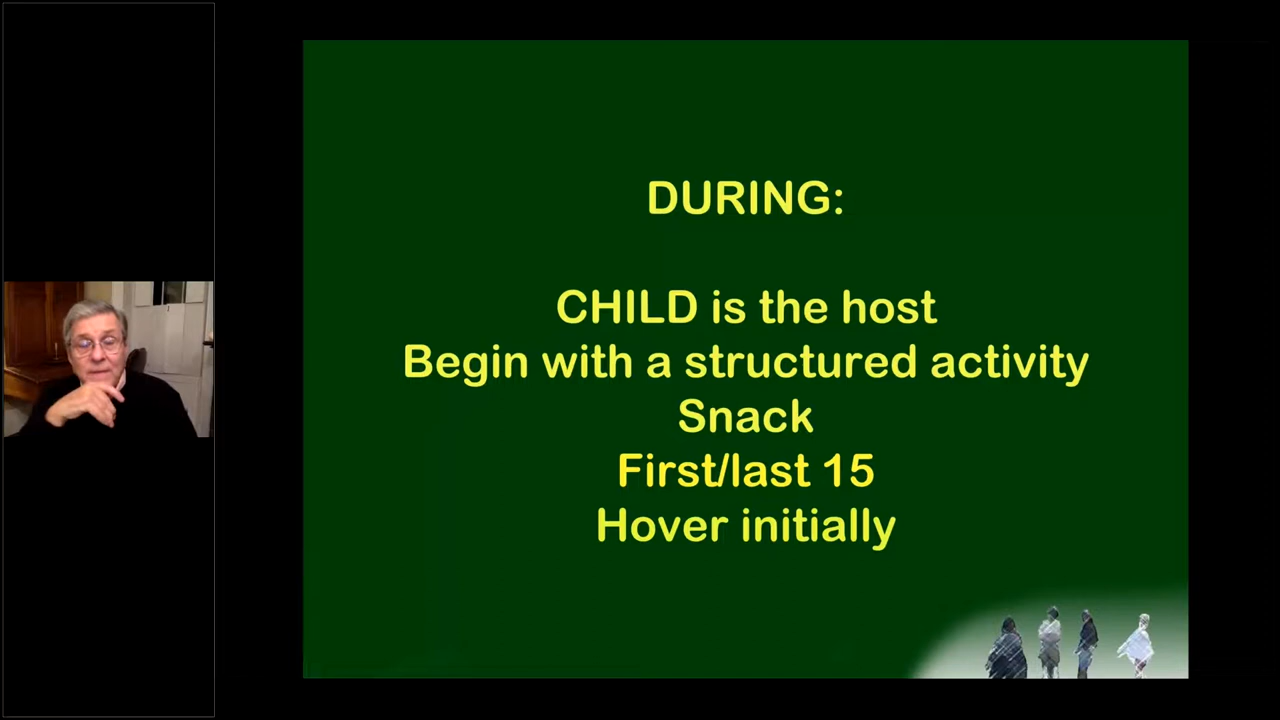 DURING:
CHILD is the host
Begin with a structured activity
Snack
First/last 15
Hover initially